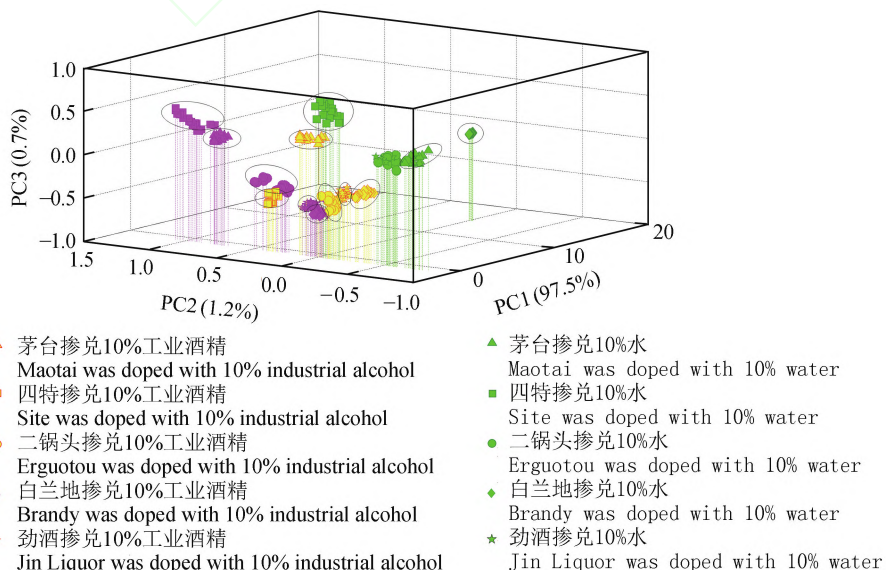 1.0
0.5
0.0
−0.5
−1.0
PC3 (0.7%)
1.5
1.0
0.5
0.0
−0.5
−1.0
PC2 (1.2%)
0
10
20
PC1 (97.5%)
茅台掺兑10%工业酒精
Maotai was doped with 10% industrial alcohol
四特掺兑10%工业酒精
Site was doped with 10% industrial alcohol
二锅头掺兑10%工业酒精
Erguotou was doped with 10% industrial alcohol
白兰地掺兑10%工业酒精
Brandy was doped with 10% industrial alcohol
劲酒掺兑10%工业酒精
Jin Liquor was doped with 10% industrial alcohol
茅台掺兑10%水
Maotai was doped with 10% water
四特掺兑10%水
Site was doped with 10% water
二锅头掺兑10%水
Erguotou was doped with 10% water
白兰地掺兑10%水
Brandy was doped with 10% water
劲酒掺兑10%水
Jin Liquor was doped with 10% water